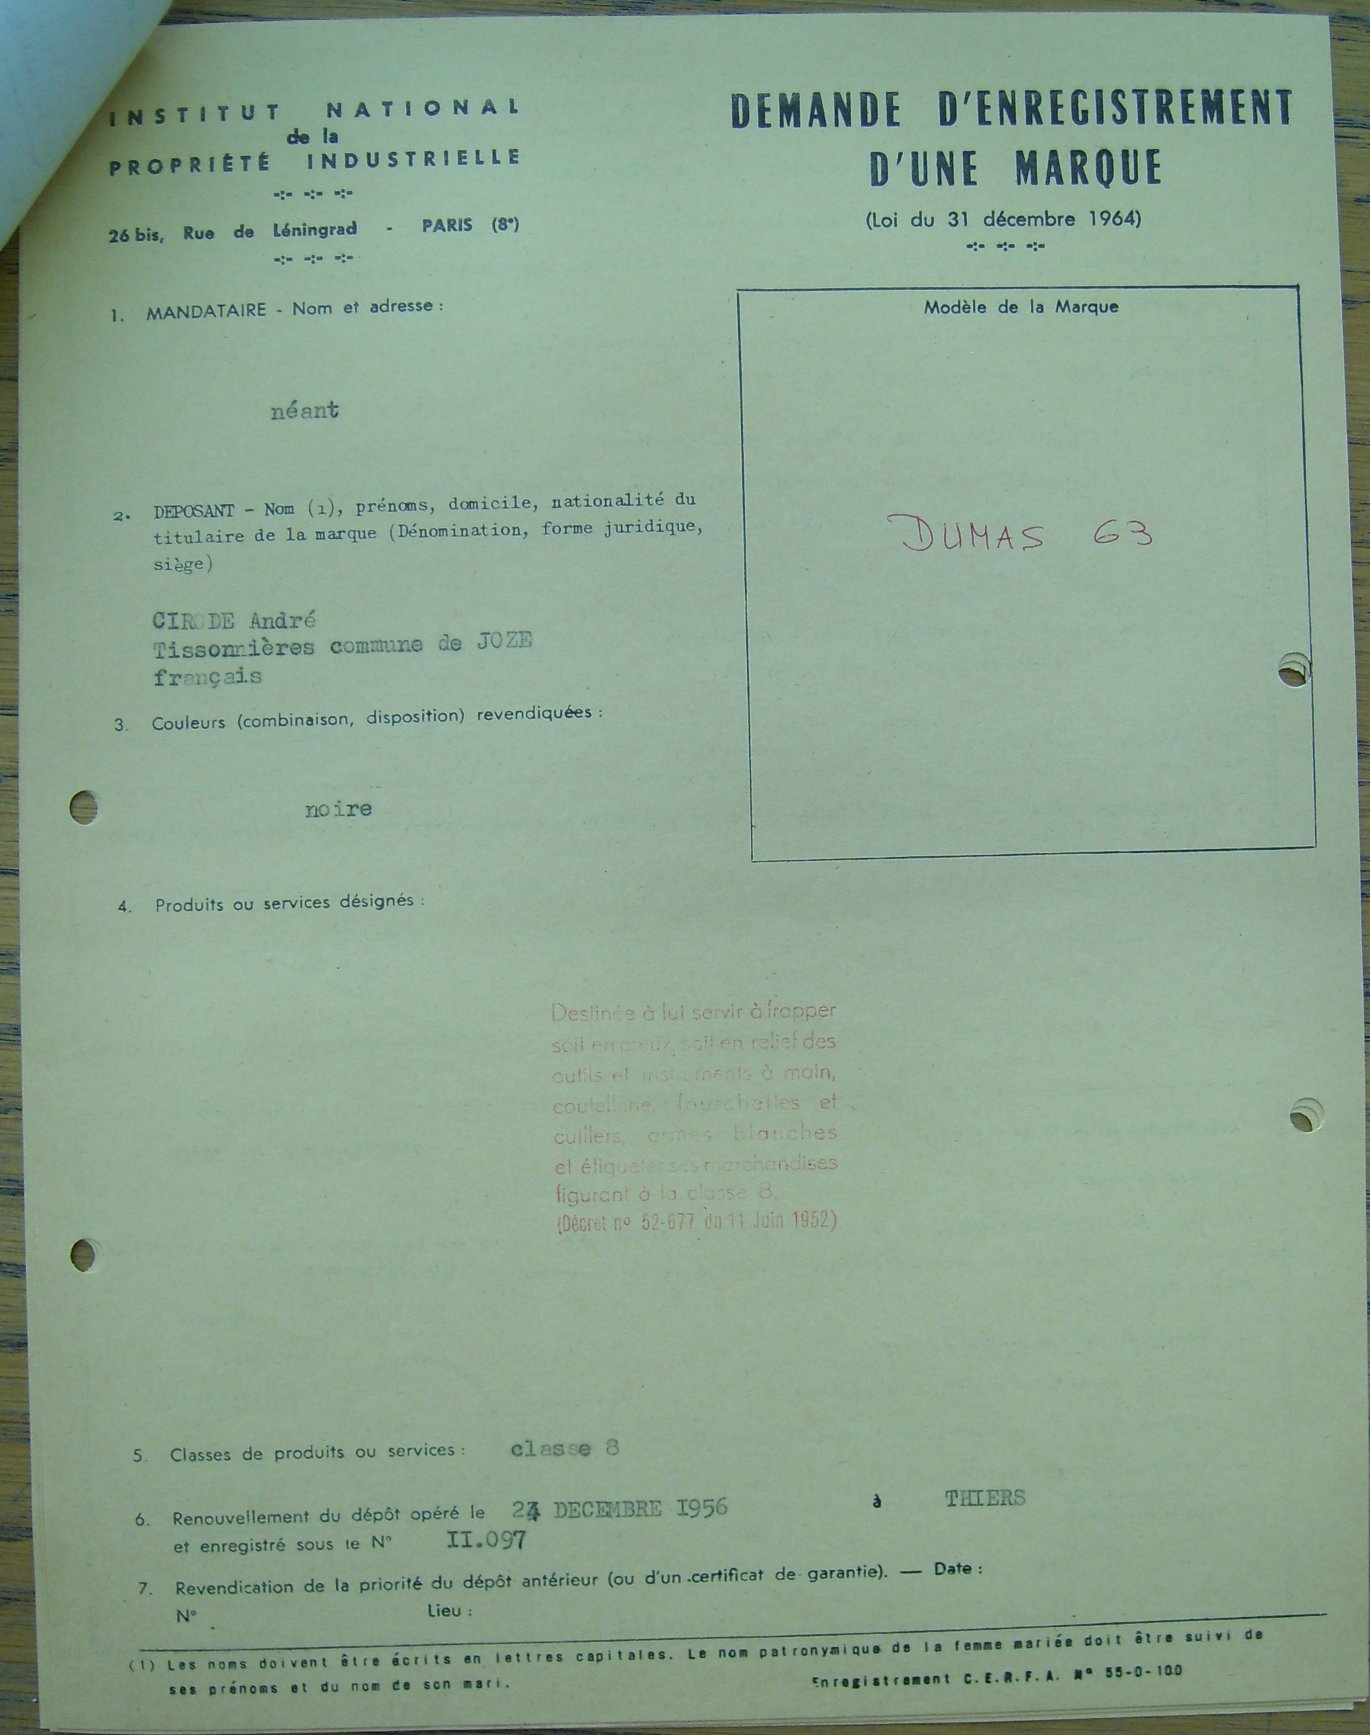 INSTITUT NATIONAL
de la
PROPRIÉTÉ INDUSTRIELLE
-:- -:- -:-
26 bis, Rue de Léningrad - PARIS (8e)
-:- -:- -:-
DEMANDE D'ENREGISTREMENT
D'UNE MARQUE
(Loi du 31 décembre 1964)
-:- -:- -:-
1. MANDATAIRE - Nom et adresse :
néant
2. DEPOSANT - Nom (1), prénoms, domicile, nationalité du
titulaire de la marque (Dénomination, forme juridique,
siège)
CIRODE André
Tissonnières commune de JOZE
français
3. Couleurs (combinaison, disposition) revendiquées :
noire
Modèle de la Marque
DUMAS 63
4. Produits ou services désignés :
Destinée à lui servir à frapper
soit en creux, soit en relief des
outils et instruments à main,
coutellerie, fourchettes et
cuillers, armes blanches
et étiqueter ses marchandises
figurant à la classe 8.
(Décret nº 52-677 du 11 Juin 1952)
5. Classes de produits ou services : classe 8
6. Renouvellement du dépôt opéré le 24 DECEMBRE I956 à THIERS
et enregistré sous le N° II.097
7. Revendication de la priorité du dépôt antérieur (ou d'un certificat de garantie). — Date :
N° Lieu :
(1) Les noms doivent être écrits en lettres capitales. Le nom patronymique de la femme mariée doit être suivi de
ses prénoms et du nom de son mari.
Enregistrement C.E.R.F.A. N° 55-0-100